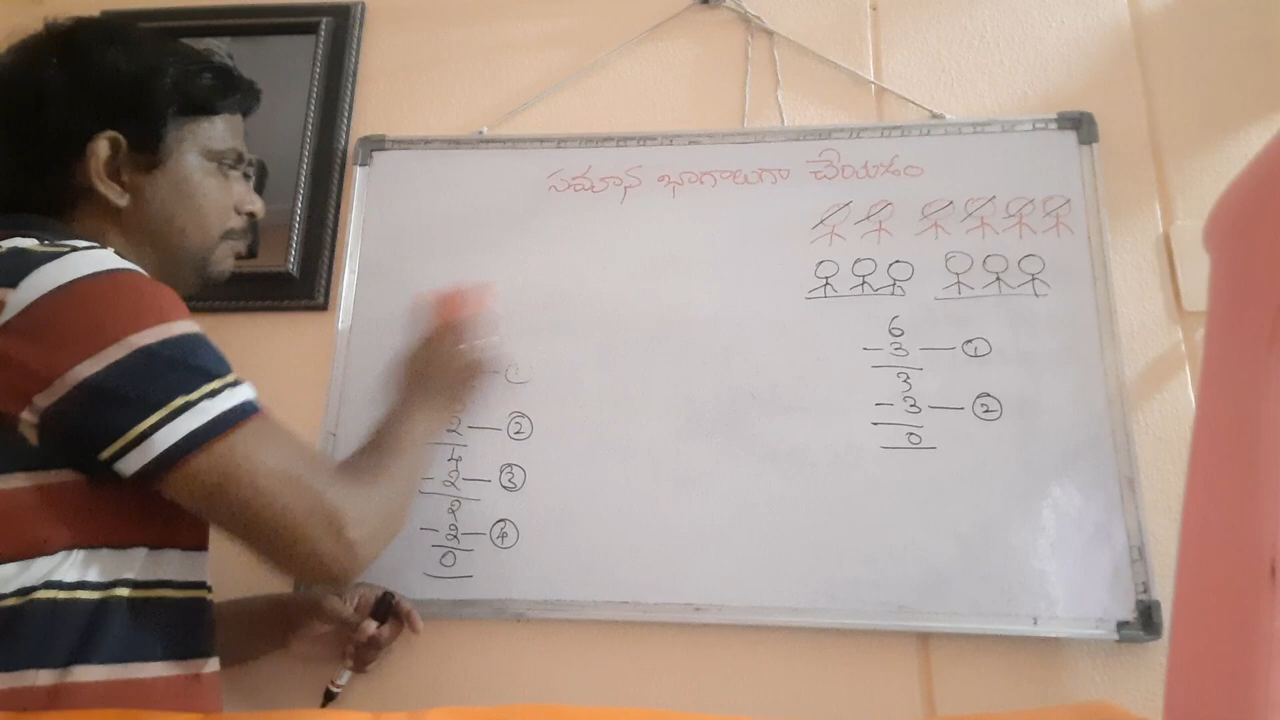 సమాన భాగాలుగా చేయడం
6
-3 — ①
3
-3 — ②
0
2 — ②
4
-2 — ③
2
-2 — ④
0